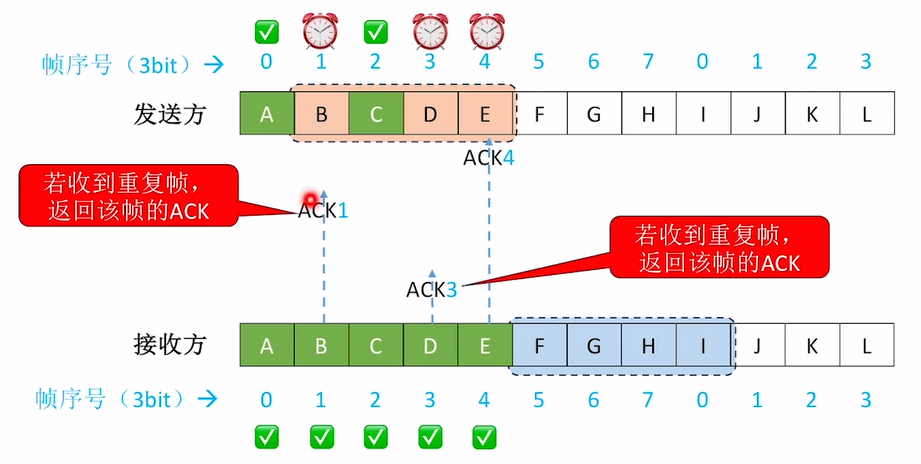 帧序号（3bit）→ 0 1 2 3 4 5 6 7 0 1 2 3
发送方 A B C D E F G H I J K L
ACK4
若收到重复帧，
返回该帧的ACK
ACK1
若收到重复帧，
返回该帧的ACK
ACK3
接收方 A B C D E F G H I J K L
帧序号（3bit）→ 0 1 2 3 4 5 6 7 0 1 2 3